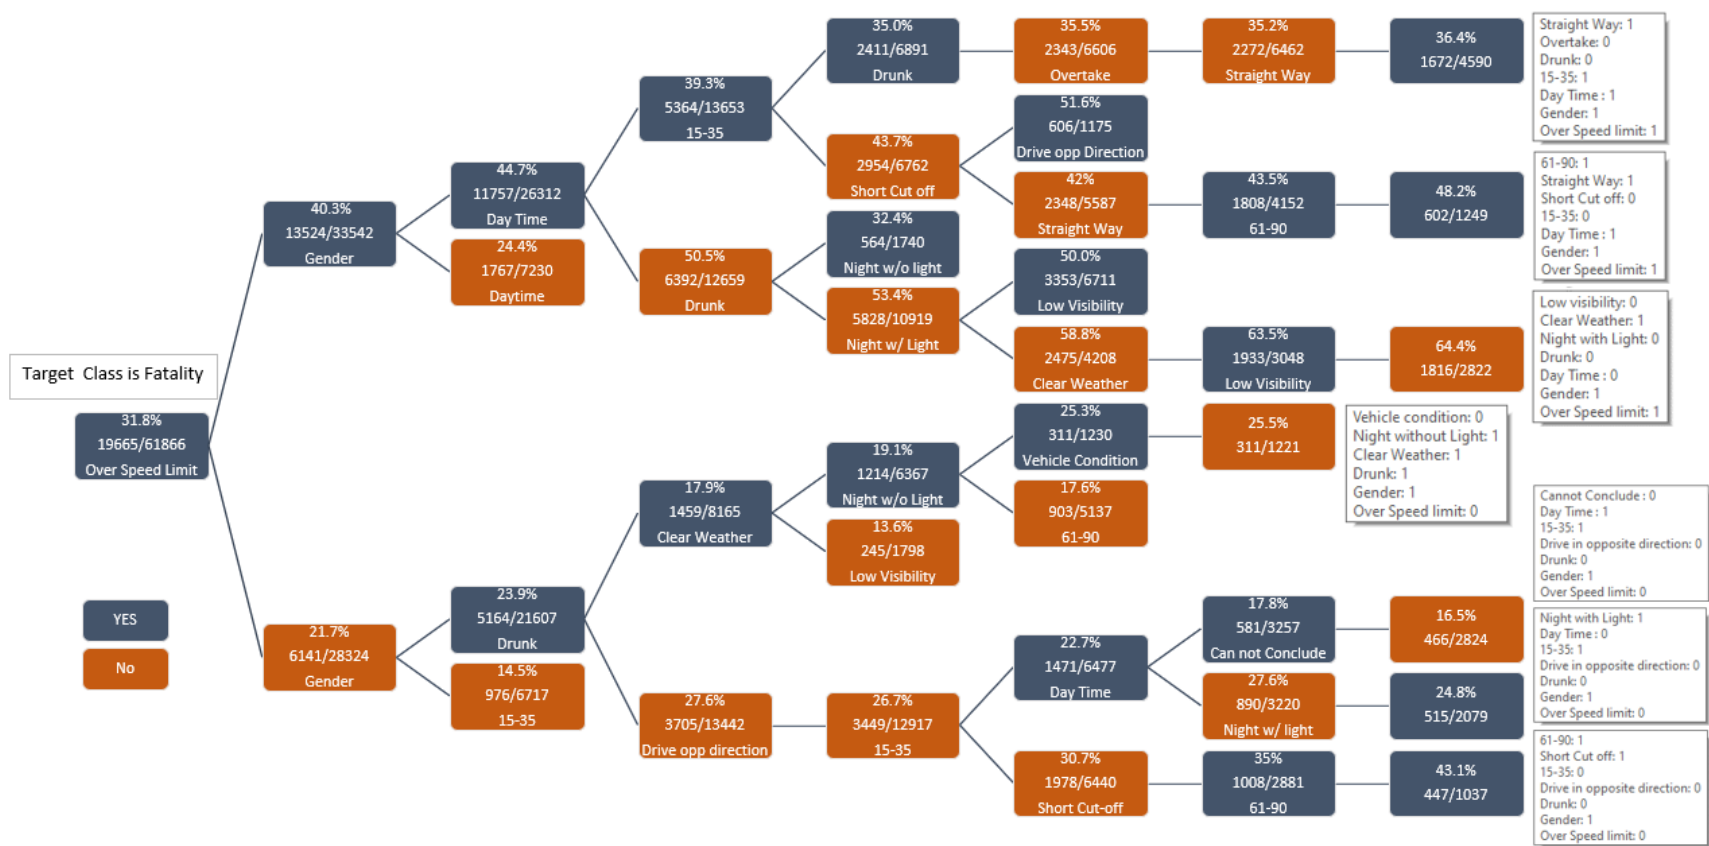 Target Class is Fatality
31.8%
19665/61866
Over Speed Limit
YES
No
40.3%
13524/33542
Gender
21.7%
6141/28324
Gender
44.7%
11757/26312
Day Time
24.4%
1767/7230
Daytime
23.9%
5164/21607
Drunk
14.5%
976/6717
15-35
39.3%
5364/13653
15-35
50.5%
6392/12659
Drunk
17.9%
1459/8165
Clear Weather
27.6%
3705/13442
Drive opp direction
35.0%
2411/6891
Drunk
43.7%
2954/6762
Short Cut off
32.4%
564/1740
Night w/o light
53.4%
5828/10919
Night w/ Light
19.1%
1214/6367
Night w/o Light
13.6%
245/1798
Low Visibility
26.7%
3449/12917
15-35
35.5%
2343/6606
Overtake
51.6%
606/1175
Drive opp Direction
42%
2348/5587
Straight Way
50.0%
3353/6711
Low Visibility
58.8%
2475/4208
Clear Weather
25.3%
311/1230
Vehicle Condition
17.6%
903/5137
61-90
22.7%
1471/6477
Day Time
30.7%
1978/6440
Short Cut-off
35.2%
2272/6462
Straight Way
43.5%
1808/4152
61-90
63.5%
1933/3048
Low Visibility
25.5%
311/1221
17.8%
581/3257
Can not Conclude
27.6%
890/3220
Night w/ light
35%
1008/2881
61-90
36.4%
1672/4590
48.2%
602/1249
64.4%
1816/2822
16.5%
466/2824
24.8%
515/2079
43.1%
447/1037
Straight Way: 1
Overtake: 0
Drunk: 0
15-35: 1
Day Time : 1
Gender: 1
Over Speed limit: 1
61-90: 1
Straight Way: 1
Short Cut off: 0
15-35: 0
Day Time : 1
Gender: 1
Over Speed limit: 1
Low visibility: 0
Clear Weather: 1
Night with Light: 0
Drunk: 0
Day Time : 0
Gender: 1
Over Speed limit: 1
Vehicle condition: 0
Night without Light: 1
Clear Weather: 1
Drunk: 1
Gender: 1
Over Speed limit: 0
Cannot Conclude : 0
Day Time : 1
15-35: 1
Drive in opposite direction: 0
Drunk: 0
Gender: 1
Over Speed limit: 0
Night with Light: 1
Day Time : 0
15-35: 1
Drive in opposite direction: 0
Drunk: 0
Gender: 1
Over Speed limit: 0
61-90: 1
Short Cut off: 1
15-35: 0
Drive in opposite direction: 0
Drunk: 0
Gender: 1
Over Speed limit: 0